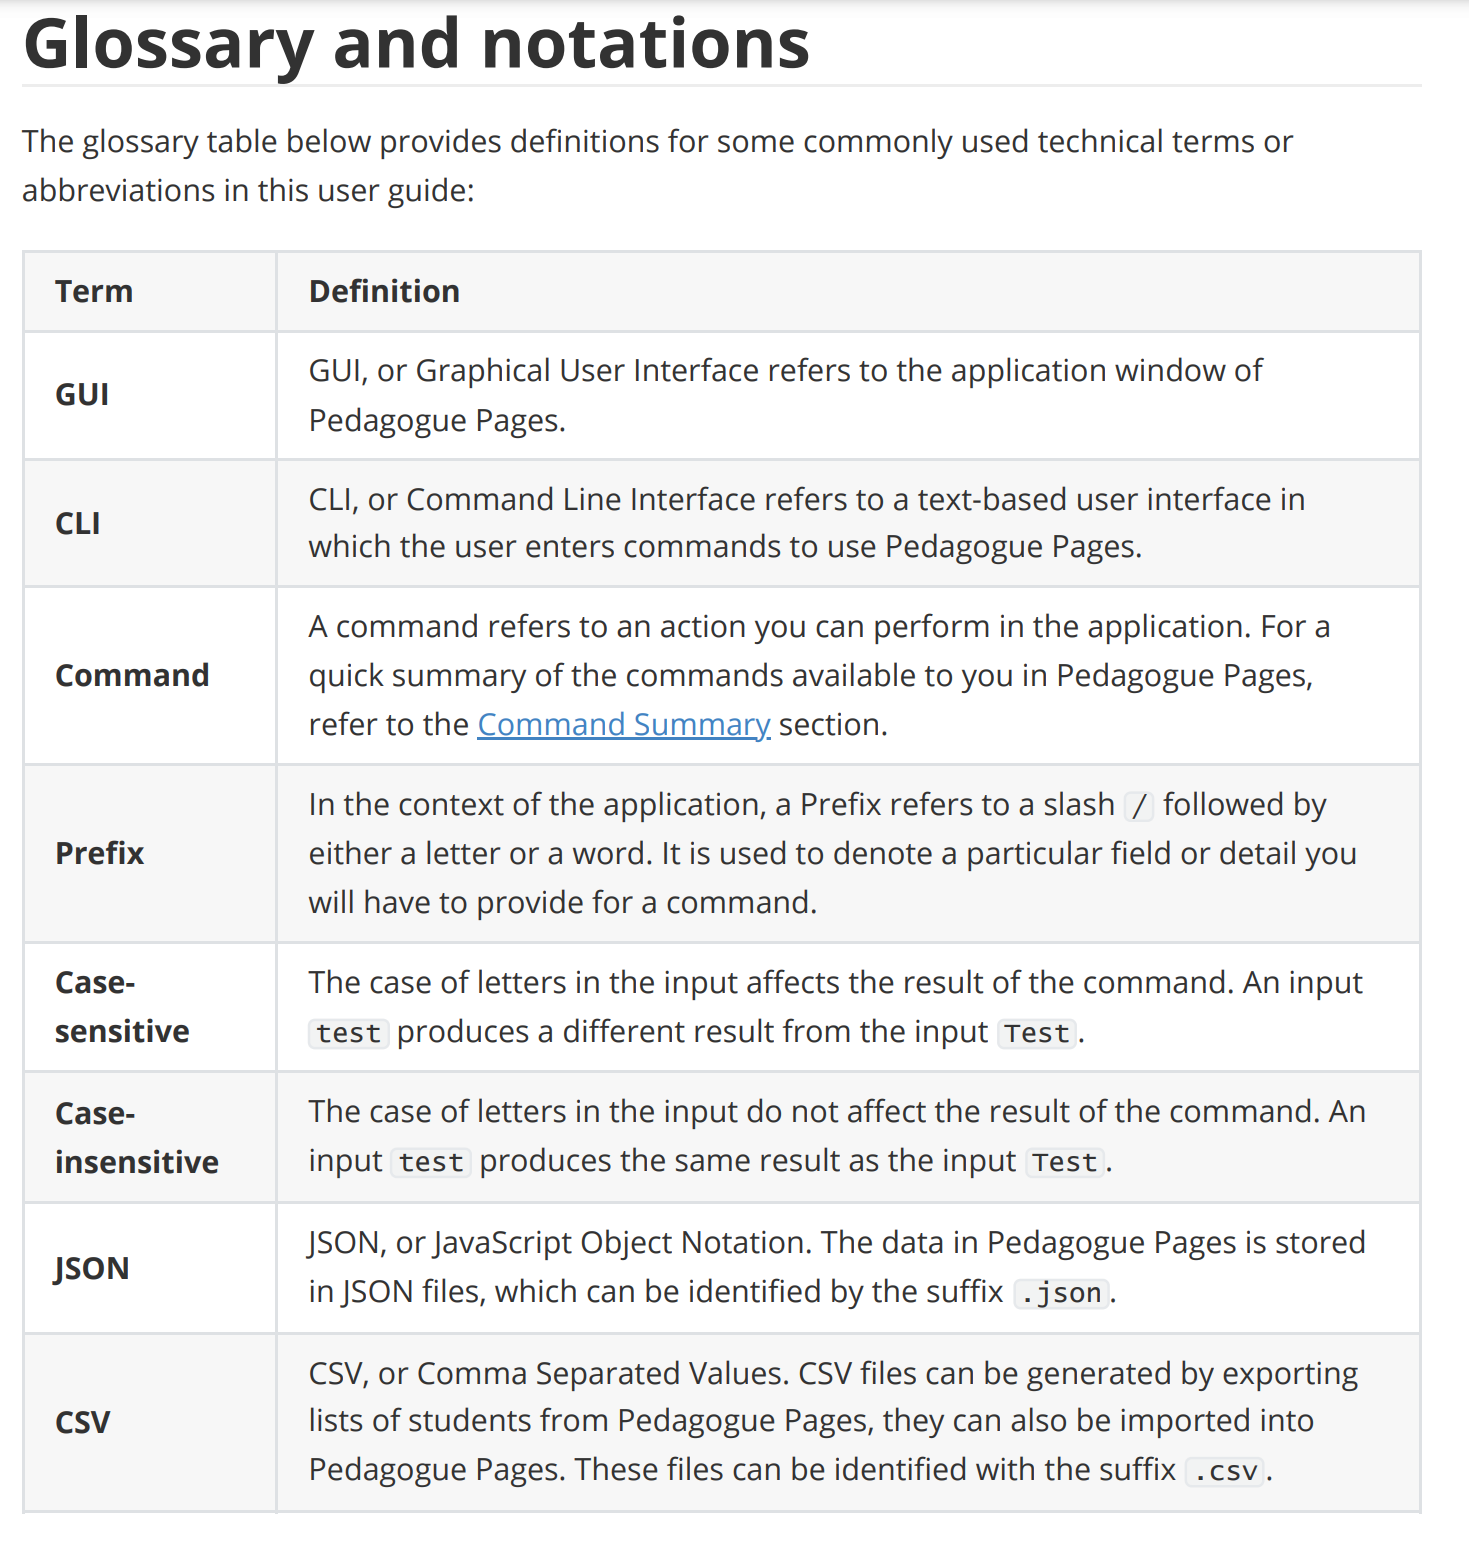 Glossary and notations
The glossary table below provides definitions for some commonly used technical terms or
abbreviations in this user guide:
Term
Definition
GUI
GUI, or Graphical User Interface refers to the application window of
Pedagogue Pages.
CLI
CLI, or Command Line Interface refers to a text-based user interface in
which the user enters commands to use Pedagogue Pages.
Command
A command refers to an action you can perform in the application. For a
quick summary of the commands available to you in Pedagogue Pages,
refer to the Command Summary section.
Prefix
In the context of the application, a Prefix refers to a slash / followed by
either a letter or a word. It is used to denote a particular field or detail you
will have to provide for a command.
Case-
sensitive
The case of letters in the input affects the result of the command. An input
test produces a different result from the input Test.
Case-
insensitive
The case of letters in the input do not affect the result of the command. An
input test produces the same result as the input Test.
JSON
JSON, or JavaScript Object Notation. The data in Pedagogue Pages is stored
in JSON files, which can be identified by the suffix .json.
CSV
CSV, or Comma Separated Values. CSV files can be generated by exporting
lists of students from Pedagogue Pages, they can also be imported into
Pedagogue Pages. These files can be identified with the suffix .csv.